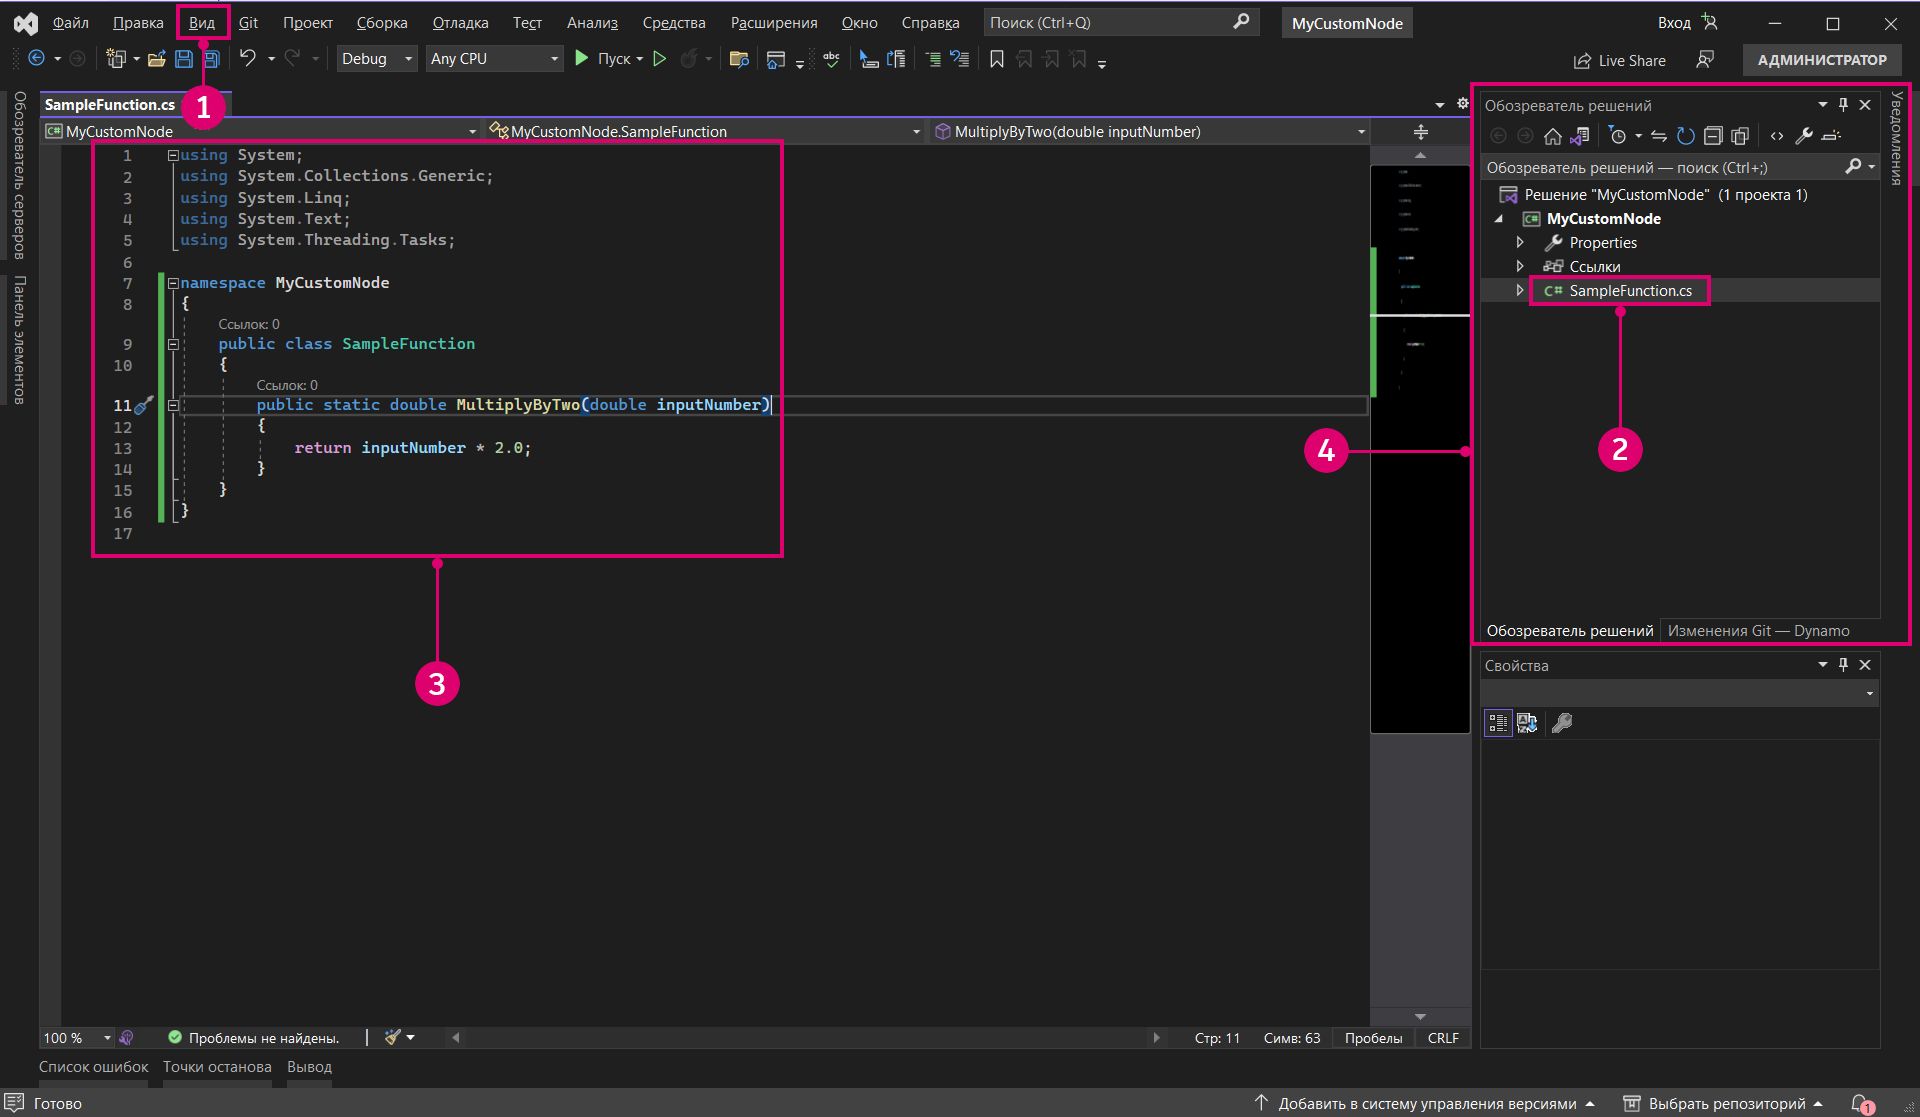 Файл Правка Вид Git Проект Сборка Отладка Тест Анализ Средства Расширения Окно Справка Поиск (Ctrl+Q) MyCustomNode Вход
Debug Any CPU Пуск abc Live Share АДМИНИСТРАТОР
Обозреватель серверов
Панель элементов
SampleFunction.cs
1
C# MyCustomNode MyCustomNode.SampleFunction MultiplyByTwo(double inputNumber)
1 using System;
2 using System.Collections.Generic;
3 using System.Linq;
4 using System.Text;
5 using System.Threading.Tasks;
6
7 namespace MyCustomNode
8 {
Ссылок: 0
9 public class SampleFunction
10 {
Ссылок: 0
11 public static double MultiplyByTwo(double inputNumber)
12 {
13 return inputNumber * 2.0;
14 }
15 }
16 }
17
3
4
Обозреватель решений
Обозреватель решений — поиск (Ctrl+;)
Решение "MyCustomNode" (1 проекта 1)
C# MyCustomNode
Properties
Ссылки
C# SampleFunction.cs
2
Обозреватель решений Изменения Git — Dynamo
Уведомления
Свойства
100 % Проблемы не найдены. Стр: 11 Симв: 63 Пробелы CRLF
Список ошибок Точки останова Вывод
Готово Добавить в систему управления версиями Выбрать репозиторий 1